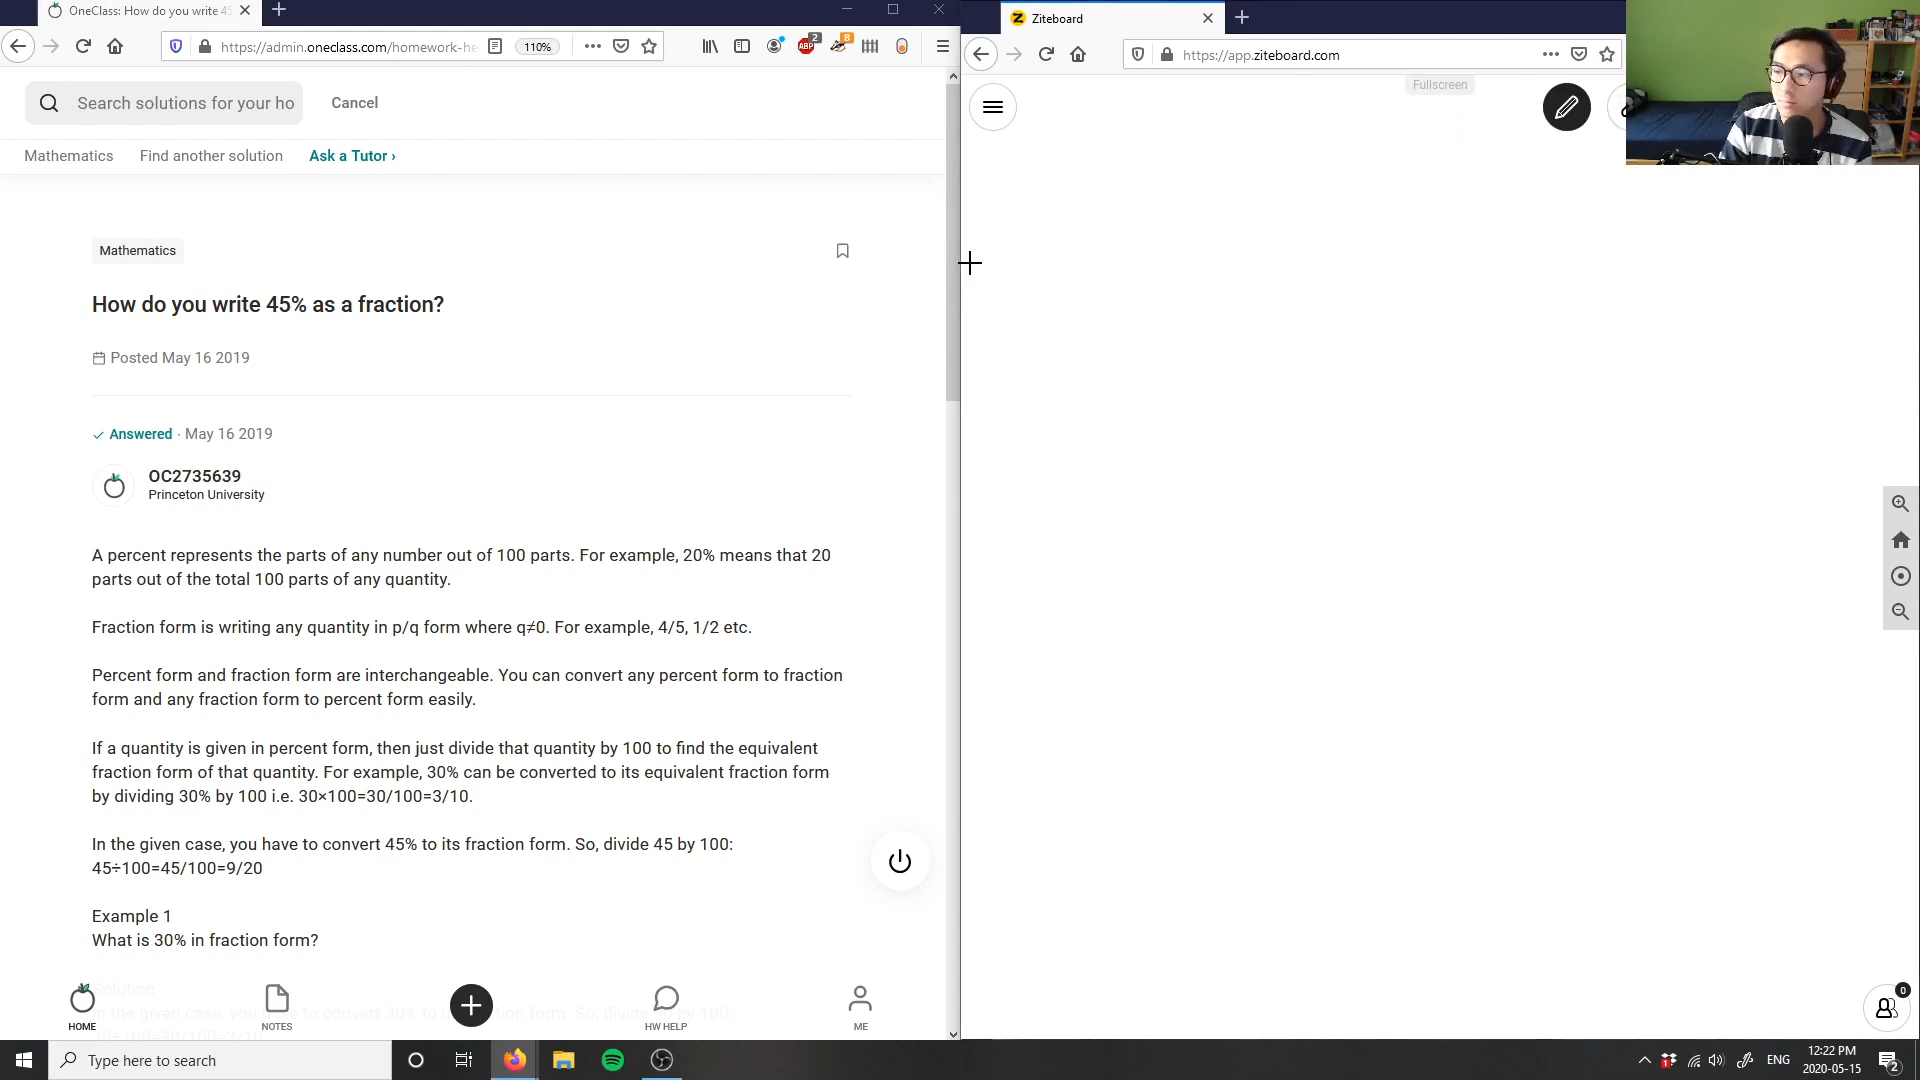 OneClass: How do you write 45
https://admin.oneclass.com/homework-he
110%
2
8
Search solutions for your ho
Cancel
Mathematics
Find another solution
Ask a Tutor ›
Mathematics
How do you write 45% as a fraction?
Posted May 16 2019
Answered · May 16 2019
OC2735639
Princeton University
A percent represents the parts of any number out of 100 parts. For example, 20% means that 20
parts out of the total 100 parts of any quantity.
Fraction form is writing any quantity in p/q form where q≠0. For example, 4/5, 1/2 etc.
Percent form and fraction form are interchangeable. You can convert any percent form to fraction
form and any fraction form to percent form easily.
If a quantity is given in percent form, then just divide that quantity by 100 to find the equivalent
fraction form of that quantity. For example, 30% can be converted to its equivalent fraction form
by dividing 30% by 100 i.e. 30×100=30/100=3/10.
In the given case, you have to convert 45% to its fraction form. So, divide 45 by 100:
45÷100=45/100=9/20
Example 1
What is 30% in fraction form?
Solution
HOME
NOTES
HW HELP
ME
Ziteboard
https://app.ziteboard.com
Fullscreen
0
Type here to search
ENG
12:22 PM
2020-05-15
2